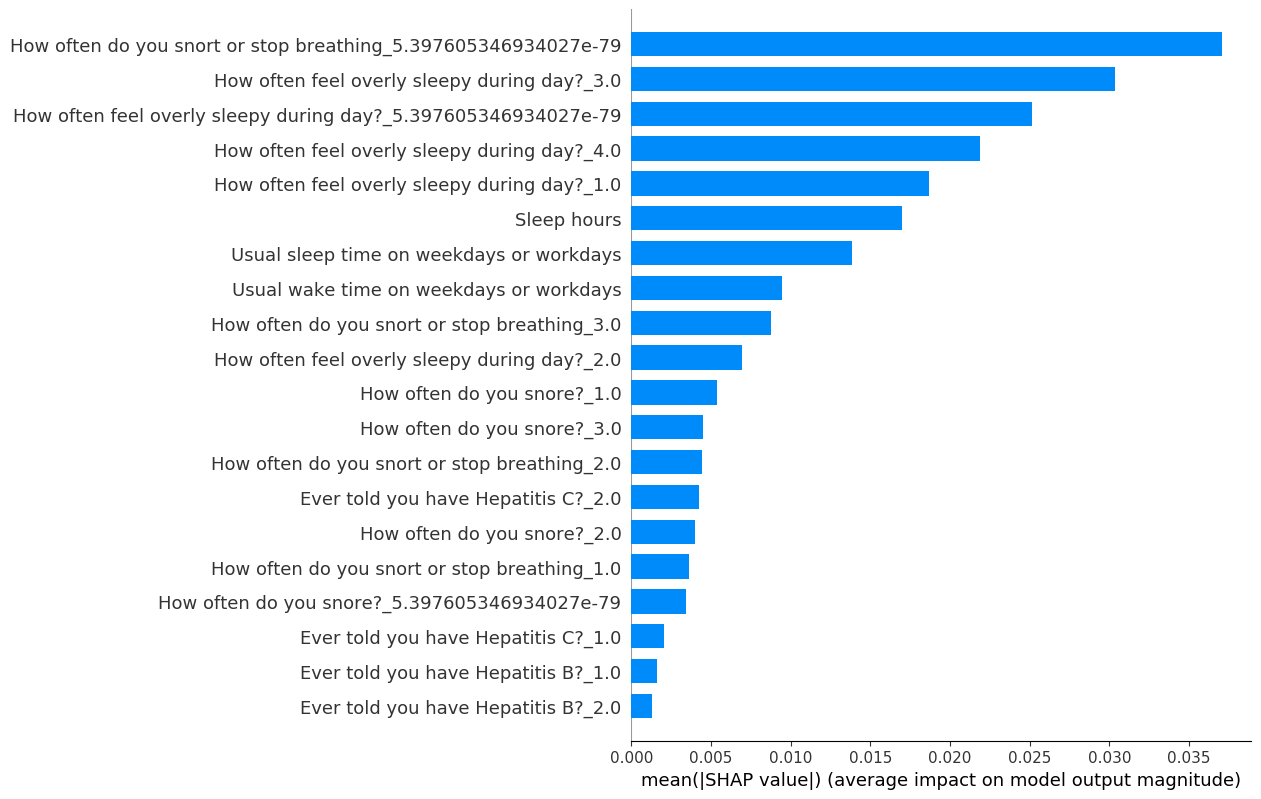 How often do you snort or stop breathing_5.397605346934027e-79
How often feel overly sleepy during day?_3.0
How often feel overly sleepy during day?_5.397605346934027e-79
How often feel overly sleepy during day?_4.0
How often feel overly sleepy during day?_1.0
Sleep hours
Usual sleep time on weekdays or workdays
Usual wake time on weekdays or workdays
How often do you snort or stop breathing_3.0
How often feel overly sleepy during day?_2.0
How often do you snore?_1.0
How often do you snore?_3.0
How often do you snort or stop breathing_2.0
Ever told you have Hepatitis C?_2.0
How often do you snore?_2.0
How often do you snort or stop breathing_1.0
How often do you snore?_5.397605346934027e-79
Ever told you have Hepatitis C?_1.0
Ever told you have Hepatitis B?_1.0
Ever told you have Hepatitis B?_2.0
0.000 0.005 0.010 0.015 0.020 0.025 0.030 0.035
mean(|SHAP value|) (average impact on model output magnitude)